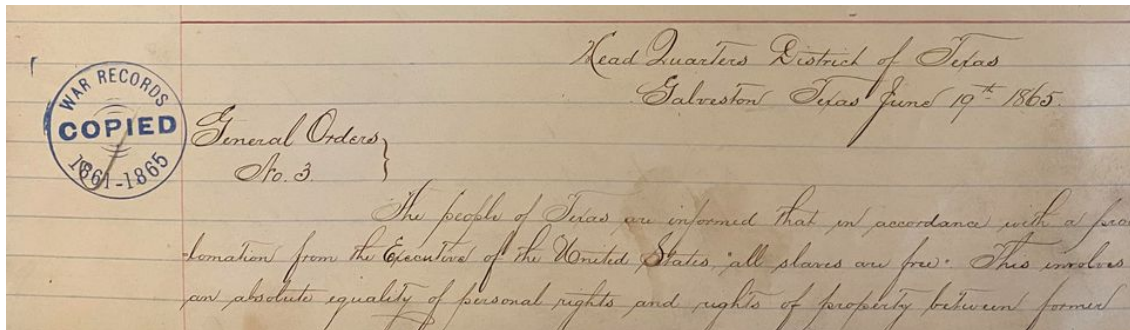 Head Quarters District of Texas
Galveston Texas June 19th 1865.
WAR RECORDS
COPIED
1861-1865
General Orders
No. 3.
The people of Texas are informed that in accordance with a pro
clamation from the Executive of the United States, "all slaves are free." This involves
an absolute equality of personal rights and rights of property between former